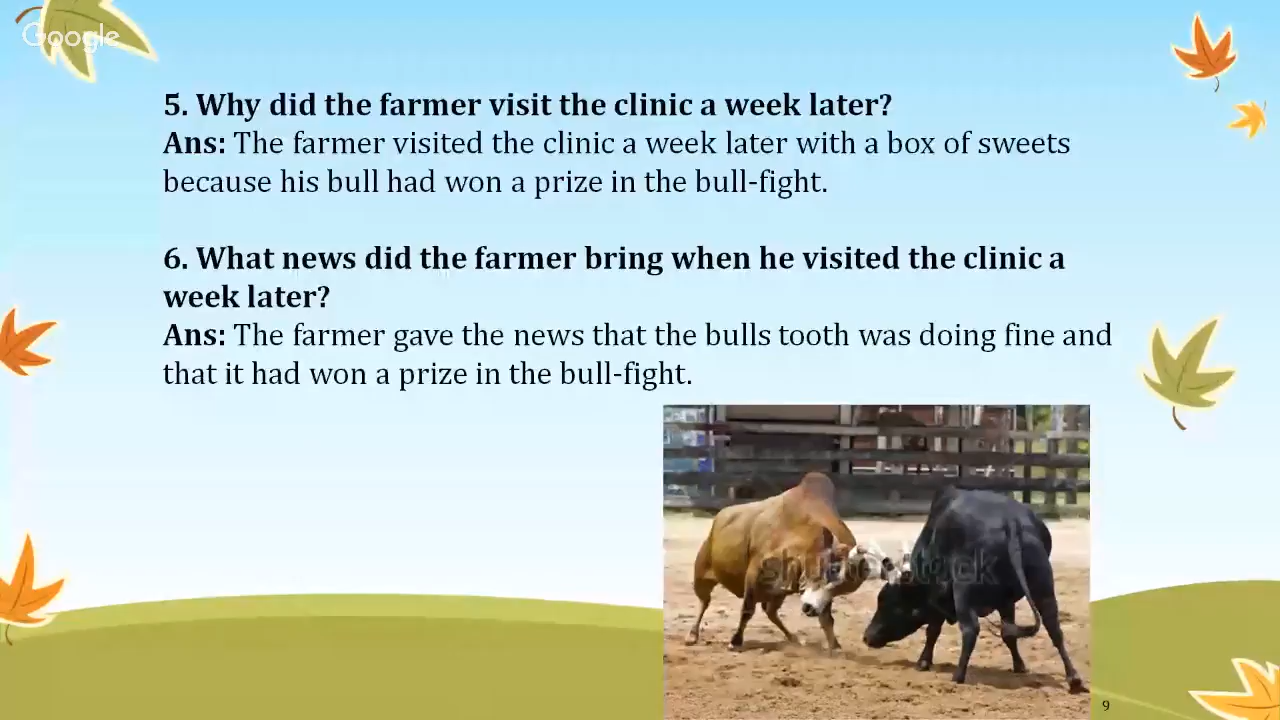 Google
5. Why did the farmer visit the clinic a week later?
Ans: The farmer visited the clinic a week later with a box of sweets
because his bull had won a prize in the bull-fight.
6. What news did the farmer bring when he visited the clinic a
week later?
Ans: The farmer gave the news that the bulls tooth was doing fine and
that it had won a prize in the bull-fight.
shutterstock
9